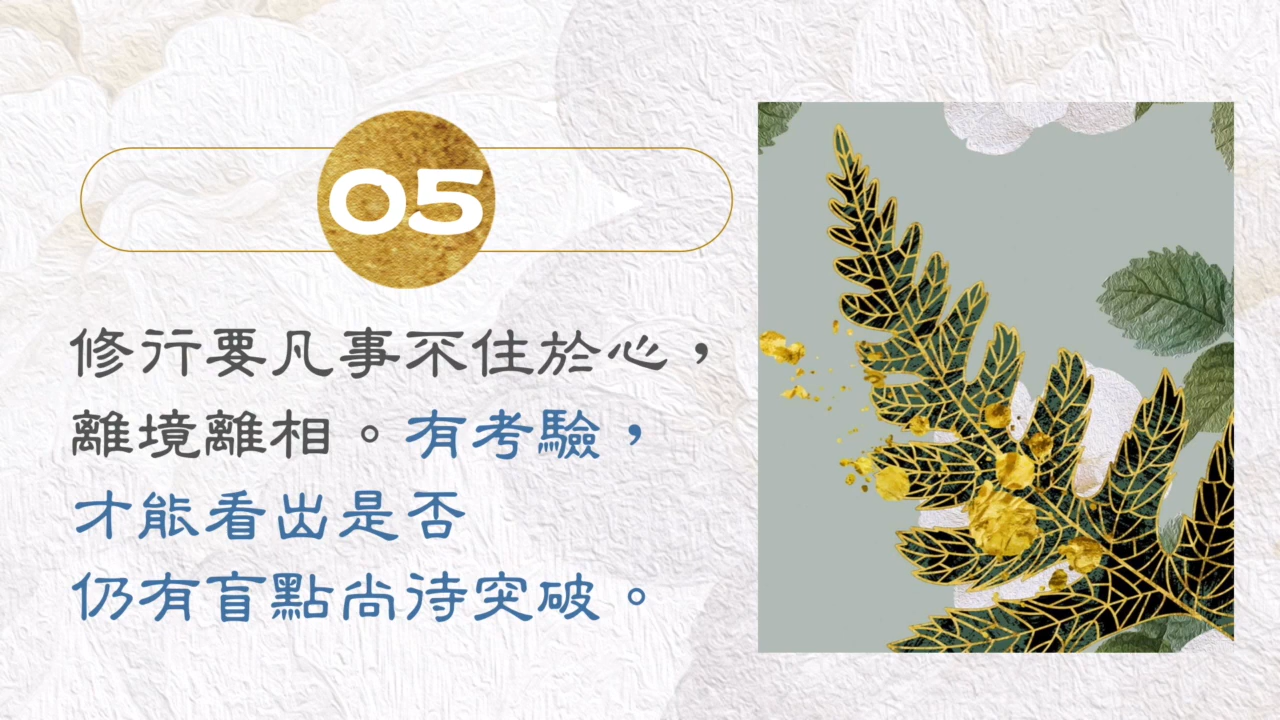 05
修行要凡事不住於心，
離境離相。有考驗，
才能看出是否
仍有盲點尚待突破。